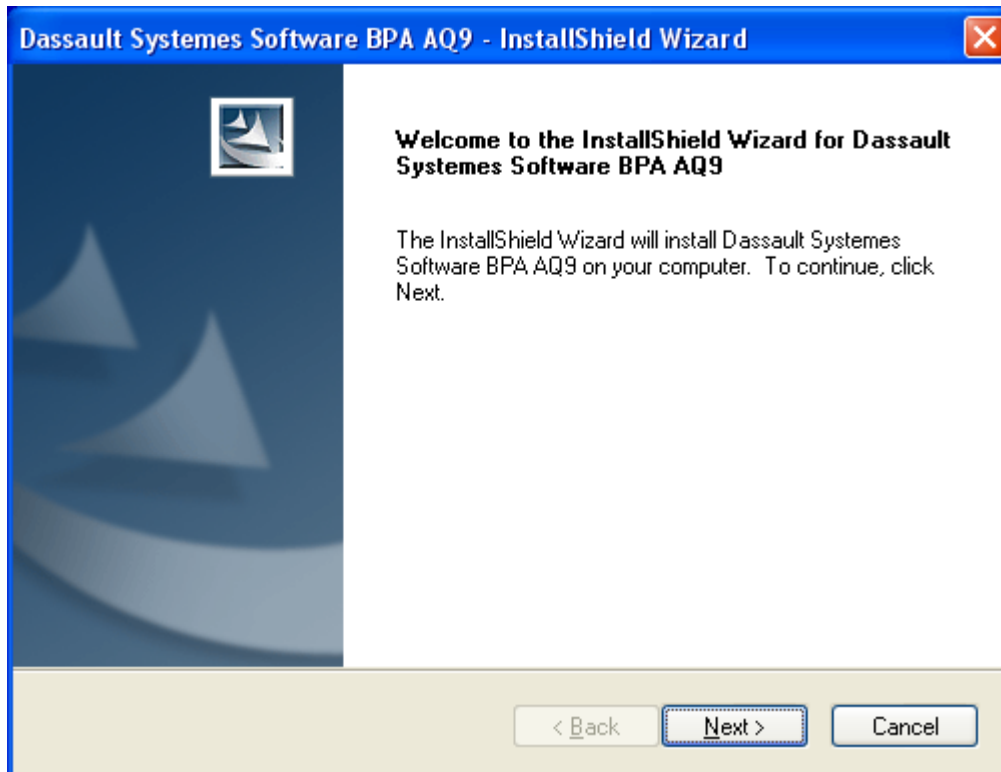 Dassault Systemes Software BPA AQ9 - InstallShield Wizard
Welcome to the InstallShield Wizard for Dassault
Systemes Software BPA AQ9
The InstallShield Wizard will install Dassault Systemes
Software BPA AQ9 on your computer.  To continue, click
Next.
< Back
Next >
Cancel